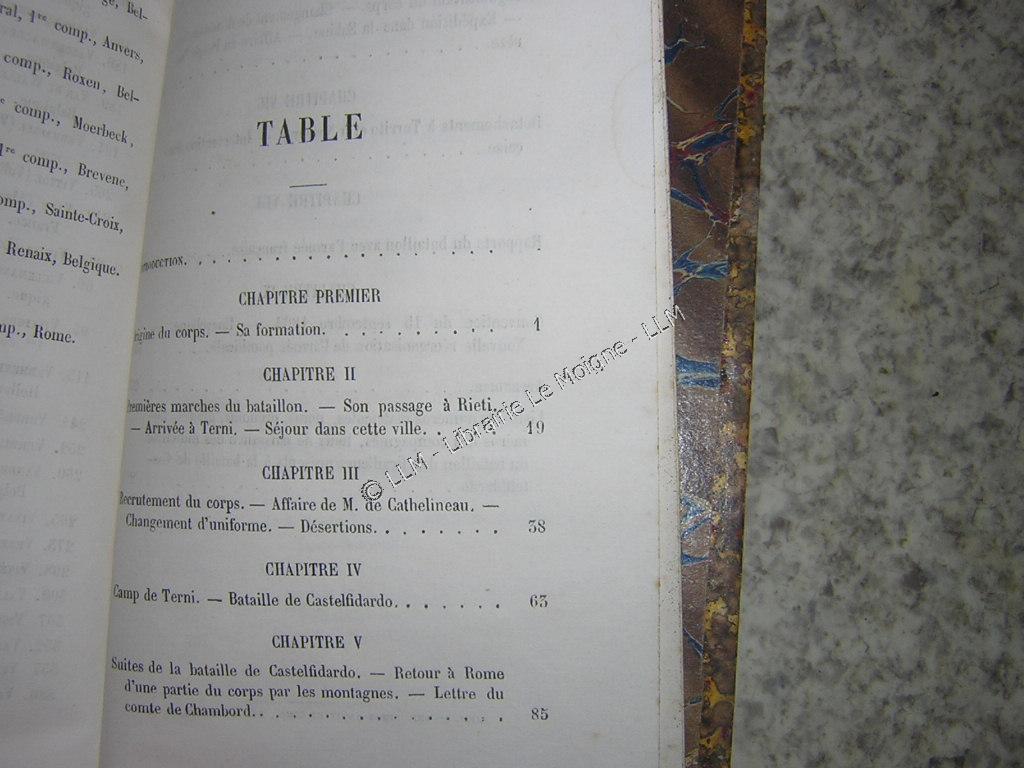 ral, 1re comp., Anvers,
comp., Roxen, Bel-
comp., Moerbeck,
1re comp., Brevene,
omp., Sainte-Croix,
Renaix, Belgique.
mp., Rome.
TABLE
NTRODUCTION.
CHAPITRE PREMIER
rigine du corps. — Sa formation. 1
CHAPITRE II
Premières marches du bataillon. — Son passage à Rieti.
— Arrivée à Terni. — Séjour dans cette ville. 19
CHAPITRE III
Recrutement du corps. — Affaire de M. de Cathelineau. —
Changement d'uniforme. — Désertions. 38
CHAPITRE IV
Camp de Terni. — Bataille de Castelfidardo. 63
CHAPITRE V
Suites de la bataille de Castelfidardo. — Retour à Rome
d'une partie du corps par les montagnes. — Lettre du
comte de Chambord. 85
© LLM - Librairie Le Moigne - LLM